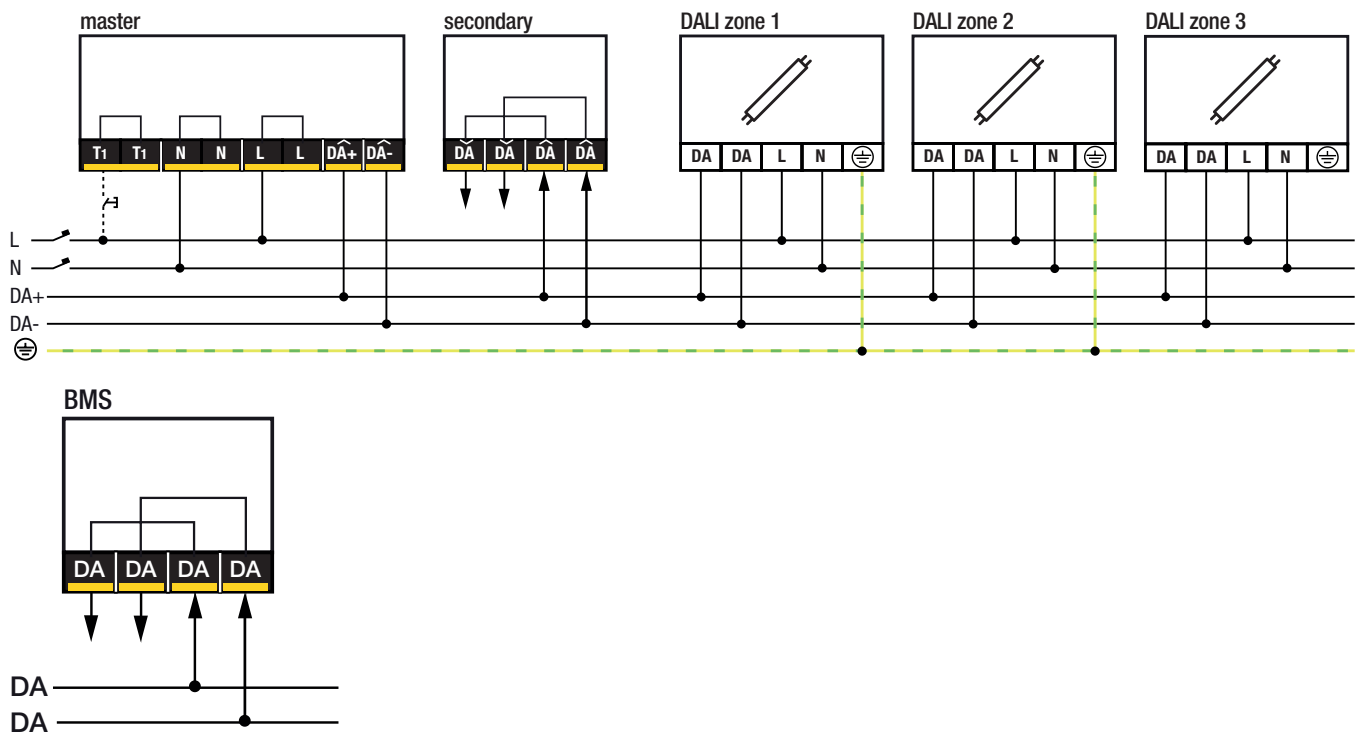 master secondary DALI zone 1 DALI zone 2 DALI zone 3
T1 T1 N N L L DA+ DA- DA DA DA DA DA DA L N DA DA L N DA DA L N
L
N
DA+
DA-
BMS
DA DA DA DA
DA
DA